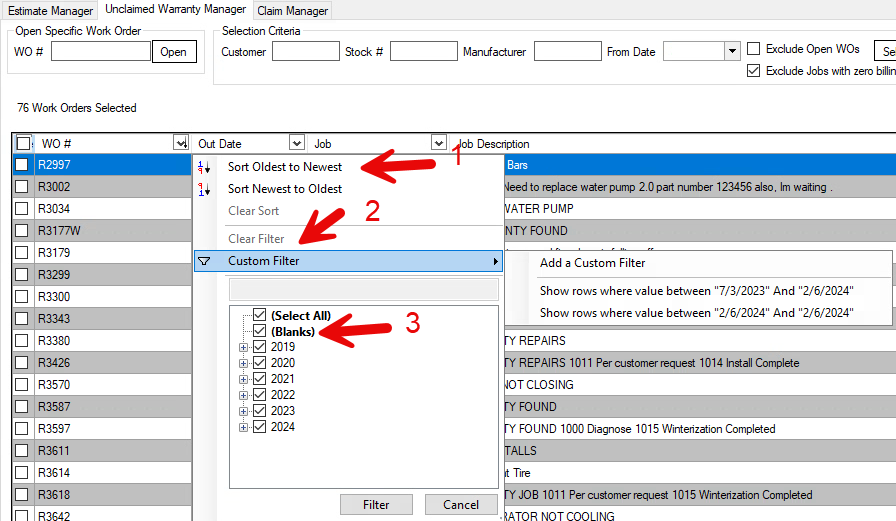 Estimate Manager Unclaimed Warranty Manager Claim Manager
Open Specific Work Order Selection Criteria
WO # Open Customer Stock # Manufacturer From Date Exclude Open WOs
Exclude Jobs with zero billin
76 Work Orders Selected
WO # Out Date Job Job Description
1
R2997 Sort Oldest to Newest Bars
R3002 Sort Newest to Oldest Need to replace water pump 2.0 part number 123456 also, Im waiting .
R3034 Clear Sort 2 WATER PUMP
R3177W Clear Filter NTY FOUND
R3179 Custom Filter
Add a Custom Filter
R3299
R3300 Show rows where value between "7/3/2023" And "2/6/2024"
R3343 (Select All) Show rows where value between "2/6/2024" And "2/6/2024"
(Blanks) 3
R3380 2019 TY REPAIRS
R3426 2020 TY REPAIRS 1011 Per customer request 1014 Install Complete
R3570 2021 NOT CLOSING
2022
R3587 2023 TY FOUND
R3597 2024 TY FOUND 1000 Diagnose 1015 Winterization Completed
R3611 TALLS
R3614 t Tire
R3618 TY JOB 1011 Per customer request 1015 Winterization Completed
Filter Cancel
R3642 RATOR NOT COOLING